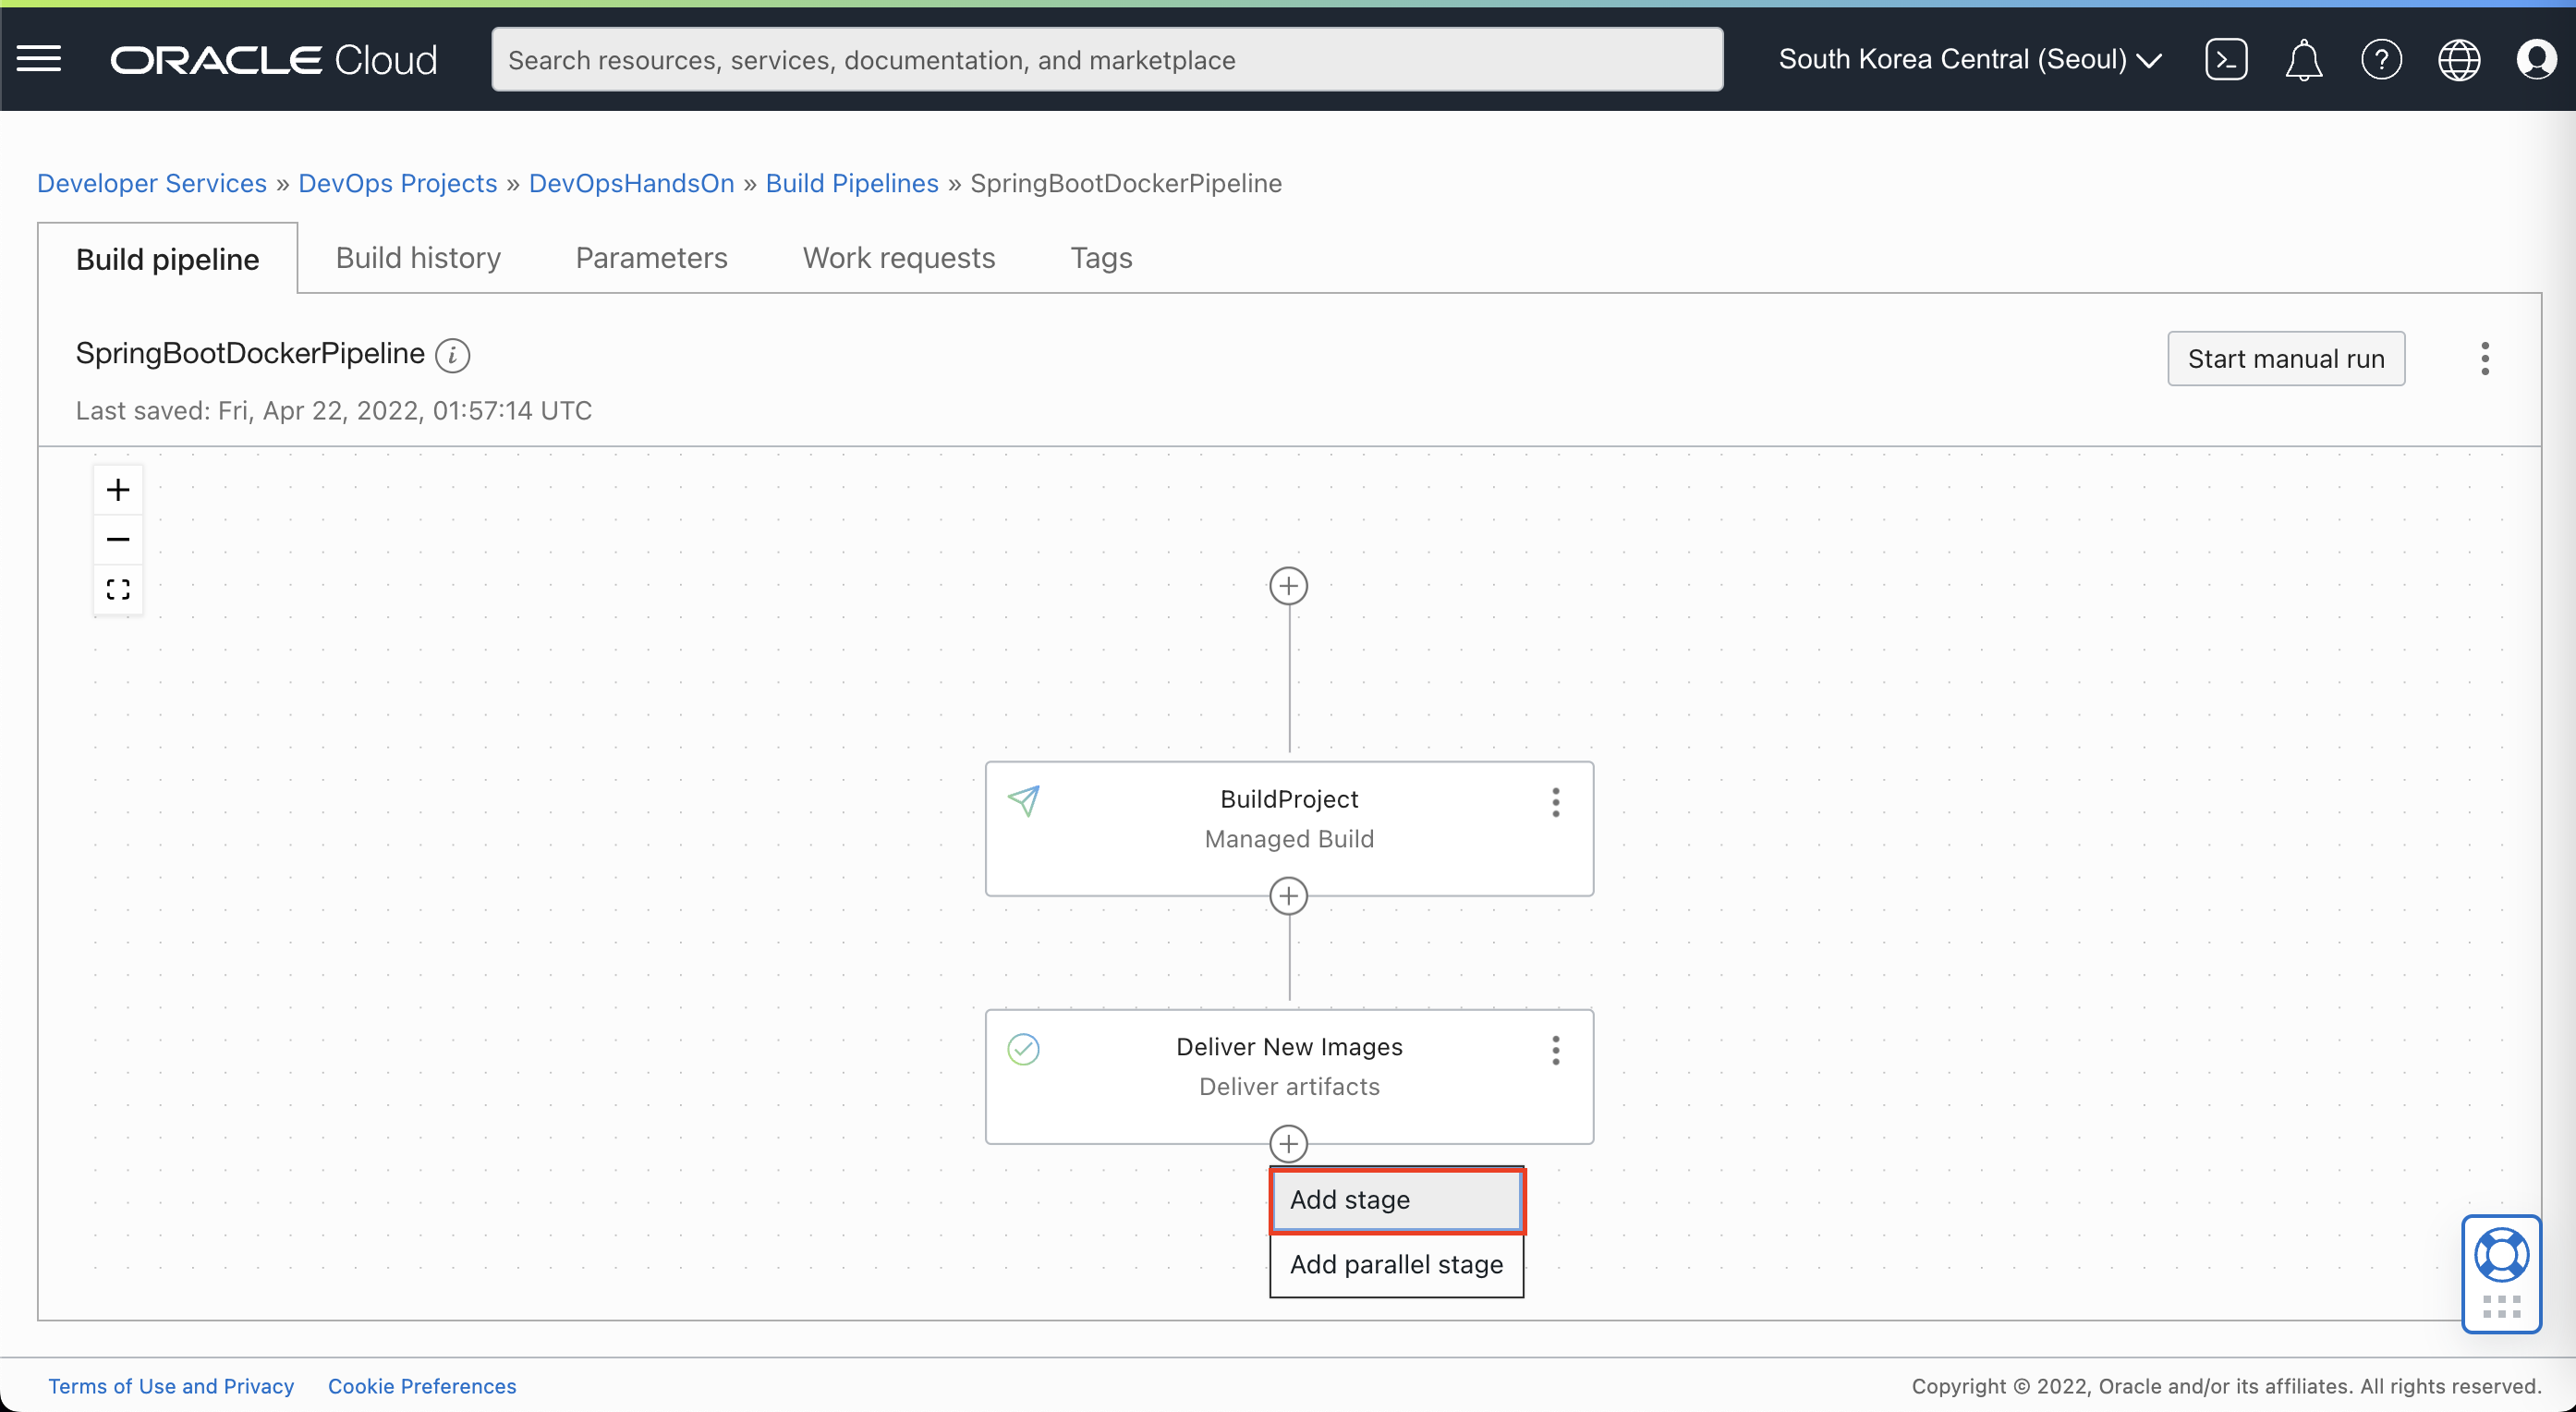 ORACLE Cloud
Search resources, services, documentation, and marketplace
South Korea Central (Seoul)
Developer Services » DevOps Projects » DevOpsHandsOn » Build Pipelines » SpringBootDockerPipeline
Build pipeline
Build history
Parameters
Work requests
Tags
SpringBootDockerPipeline
Start manual run
Last saved: Fri, Apr 22, 2022, 01:57:14 UTC
BuildProject
Managed Build
Deliver New Images
Deliver artifacts
Add stage
Add parallel stage
Terms of Use and Privacy
Cookie Preferences
Copyright © 2022, Oracle and/or its affiliates. All rights reserved.